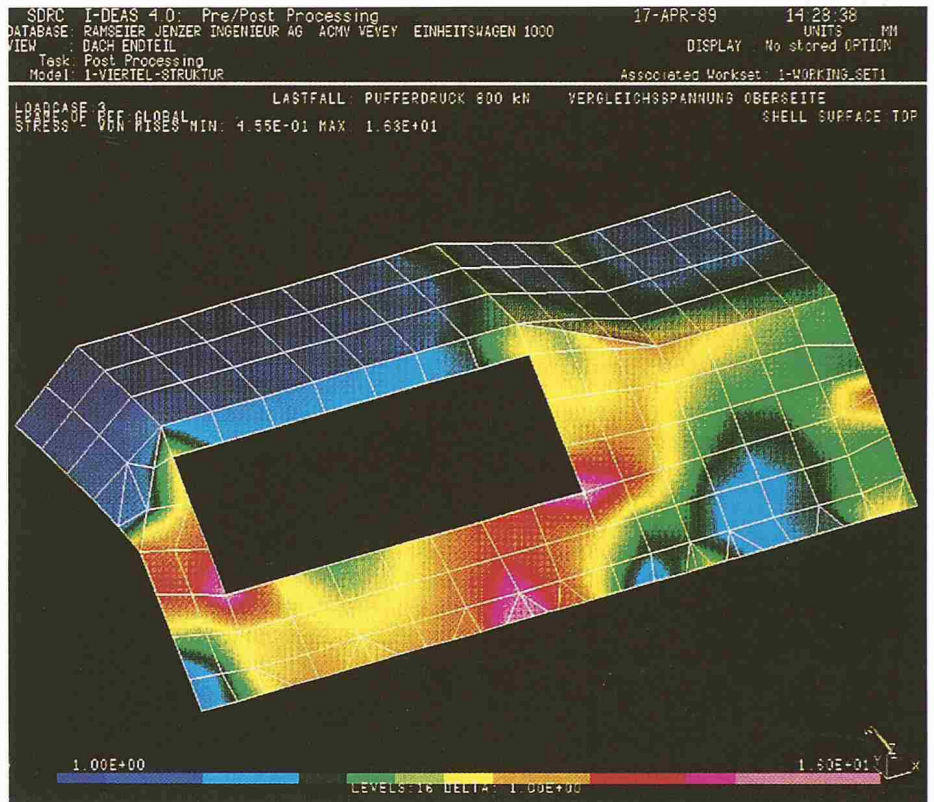 SDRC I-DEAS 4.0: Pre/Post Processing 17-APR-89 14:28:38
DATABASE: RAMSEIER JENZER INGENIEUR AG ACMV VEVEY EINHEITSWAGEN 1000 UNITS : MM
VIEW : DACH ENDTEIL DISPLAY : No stored OPTION
Task: Post Processing
Model: 1-VIERTEL-STRUKTUR Associated Workset: 1-WORKING_SET1
LASTFALL: PUFFERDRUCK 800 kN VERGLEICHSSPANNUNG OBERSEITE
LOADCASE: 3
FRAME OF REF: GLOBAL SHELL SURFACE: TOP
STRESS - VON MISES MIN: 4.55E-01 MAX: 1.63E+01
1.00E+00 1.60E+01
LEVELS: 16 DELTA: 1.00E+00
Z
Y X